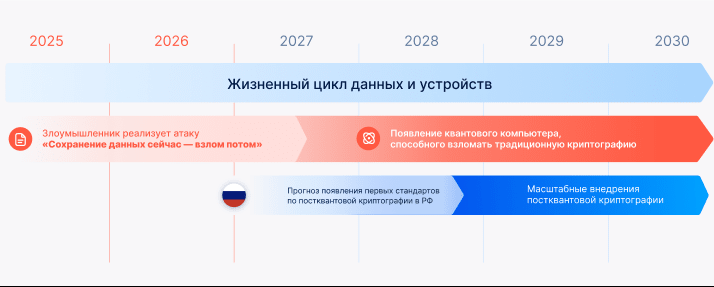 2025 2026 2027 2028 2029 2030
Жизненный цикл данных и устройств
Злоумышленник реализует атаку
«Сохранение данных сейчас — взлом потом»
Появление квантового компьютера,
способного взломать традиционную криптографию
Прогноз появления первых стандартов
по постквантовой криптографии в РФ
Масштабные внедрения
постквантовой криптографии